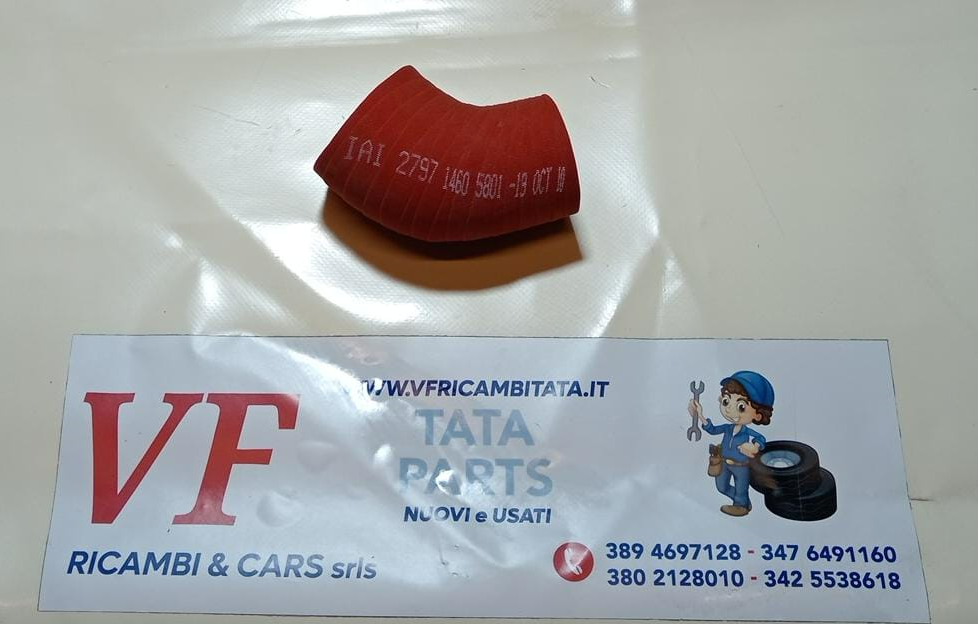 IAI 2797 1460 5801 -19 OCT 10
VF
RICAMBI & CARS srls
WWW.VFRICAMBITATA.IT
TATA
PARTS
NUOVI e USATI
389 4697128 - 347 6491160
380 2128010 - 342 5538618